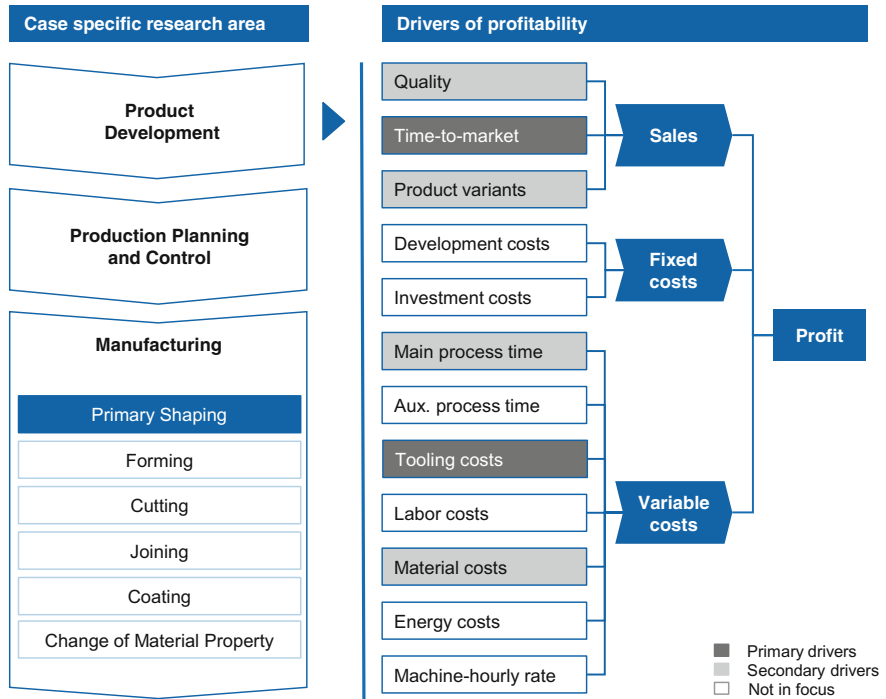 Case specific research area
Drivers of profitability
Product
Development
Production Planning
and Control
Manufacturing
Primary Shaping
Forming
Cutting
Joining
Coating
Change of Material Property
Quality
Time-to-market
Product variants
Development costs
Investment costs
Main process time
Aux. process time
Tooling costs
Labor costs
Material costs
Energy costs
Machine-hourly rate
Sales
Fixed
costs
Variable
costs
Profit
Primary drivers
Secondary drivers
Not in focus